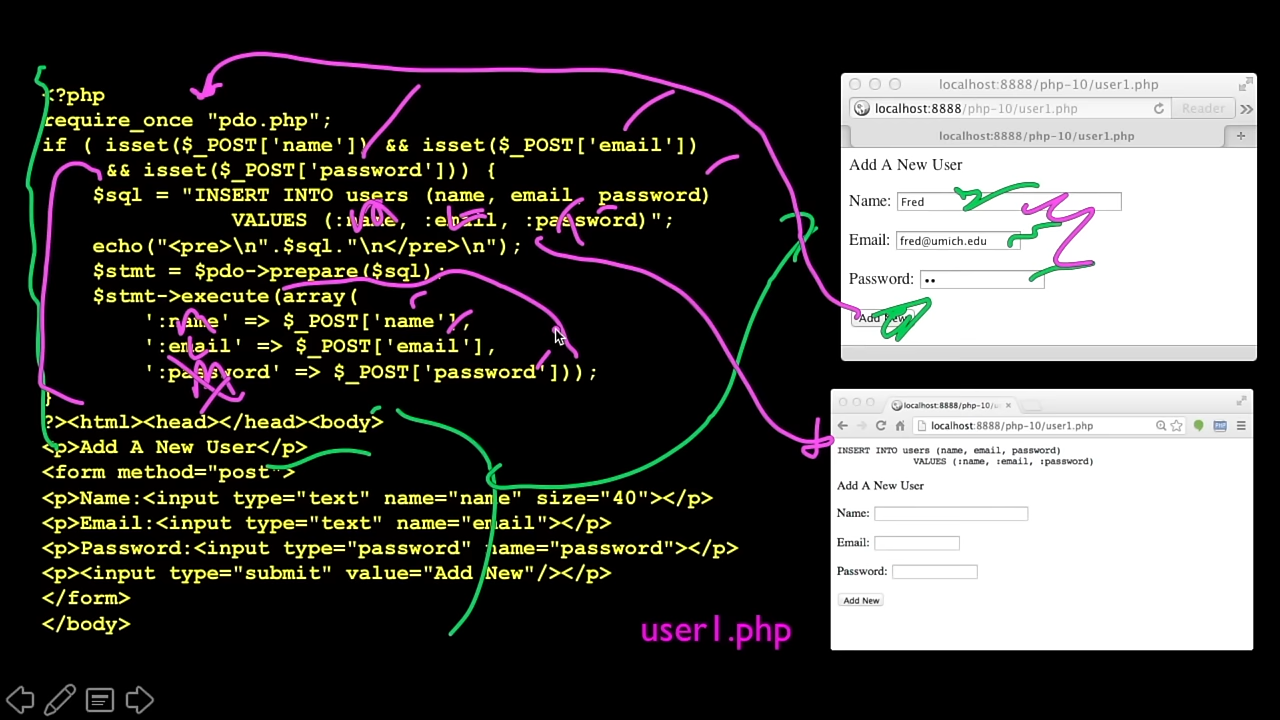 <?php
require_once "pdo.php";
if ( isset($_POST['name']) && isset($_POST['email'])
     && isset($_POST['password'])) {
    $sql = "INSERT INTO users (name, email, password)
               VALUES (:name, :email, :password)";
    echo("<pre>\n".$sql."\n</pre>\n");
    $stmt = $pdo->prepare($sql);
    $stmt->execute(array(
        ':name' => $_POST['name'],
        ':email' => $_POST['email'],
        ':password' => $_POST['password']));
}
?><html><head></head><body>
<p>Add A New User</p>
<form method="post">
<p>Name:<input type="text" name="name" size="40"></p>
<p>Email:<input type="text" name="email"></p>
<p>Password:<input type="password" name="password"></p>
<p><input type="submit" value="Add New"/></p>
</form>
</body>
user1.php
localhost:8888/php-10/user1.php
localhost:8888/php-10/user1.php Reader
localhost:8888/php-10/user1.php
Add A New User
Name: Fred
Email: fred@umich.edu
Password: ••
Add New
localhost:8888/php-10/u
localhost:8888/php-10/user1.php
INSERT INTO users (name, email, password)
VALUES (:name, :email, :password)
Add A New User
Name:
Email:
Password:
Add New